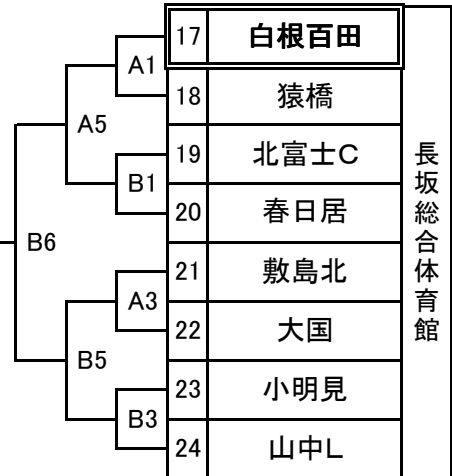 17 白根百田
A1
18 猿橋
A5
19 北富士C
B1
20 春日居
B6
21 敷島北
A3
22 大国
B5
23 小明見
B3
24 山中L
長坂総合体育館